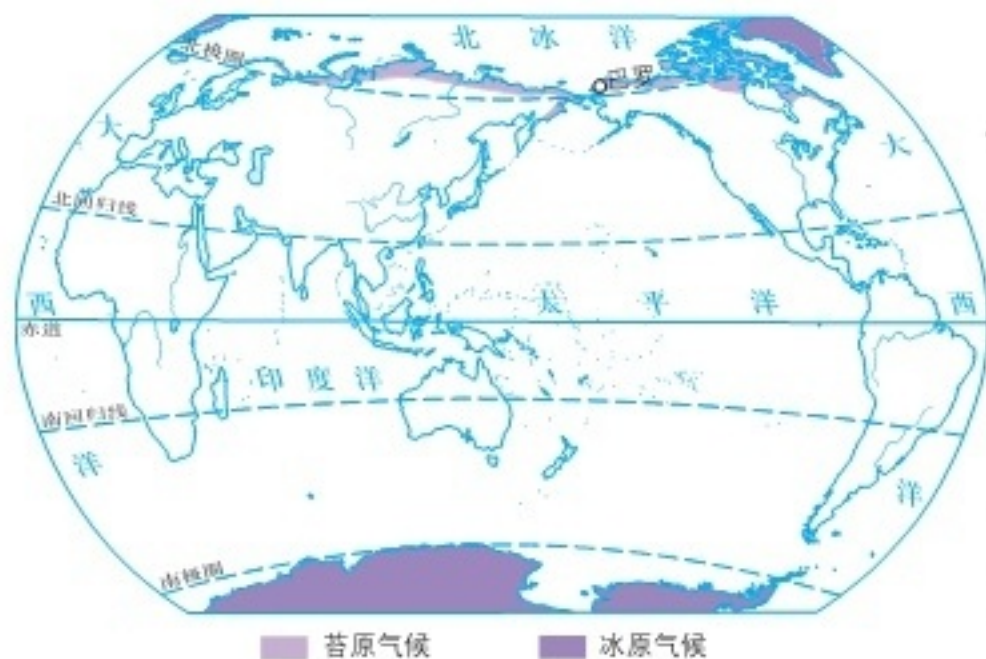 北冰洋
北极圈
巴罗
大
大
北回归线
西
太平洋
西
赤道
印度洋
南回归线
洋
洋
南极圈
苔原气候
冰原气候